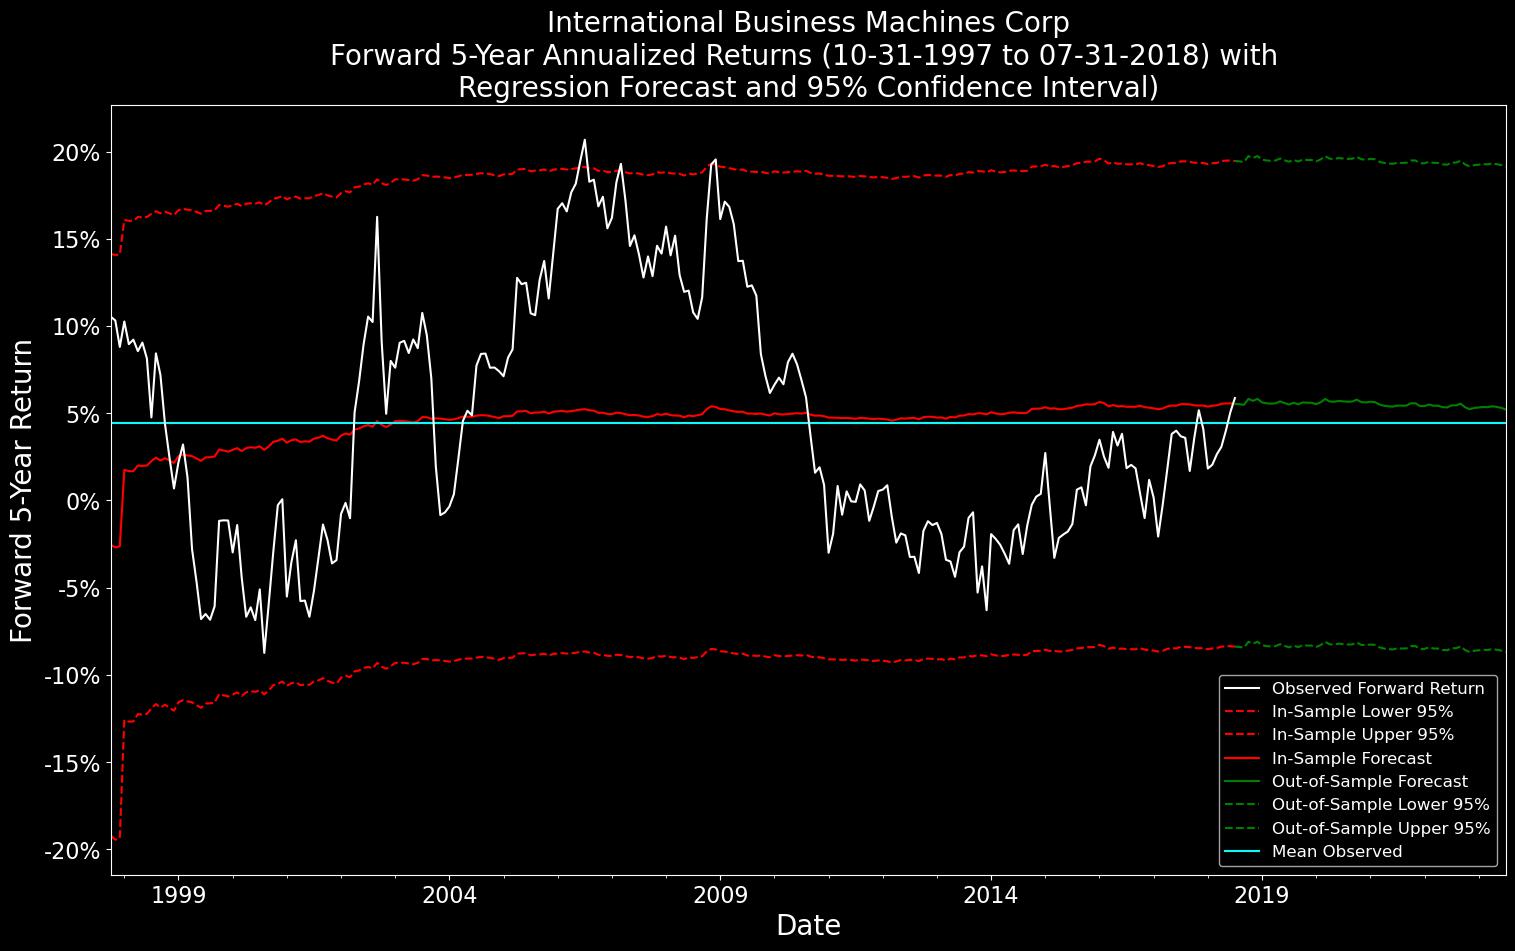 International Business Machines Corp
Forward 5-Year Annualized Returns (10-31-1997 to 07-31-2018) with
Regression Forecast and 95% Confidence Interval)
Forward 5-Year Return
20%
15%
10%
5%
0%
-5%
-10%
-15%
-20%
Observed Forward Return
In-Sample Lower 95%
In-Sample Upper 95%
In-Sample Forecast
Out-of-Sample Forecast
Out-of-Sample Lower 95%
Out-of-Sample Upper 95%
Mean Observed
1999 2004 2009 2014 2019
Date